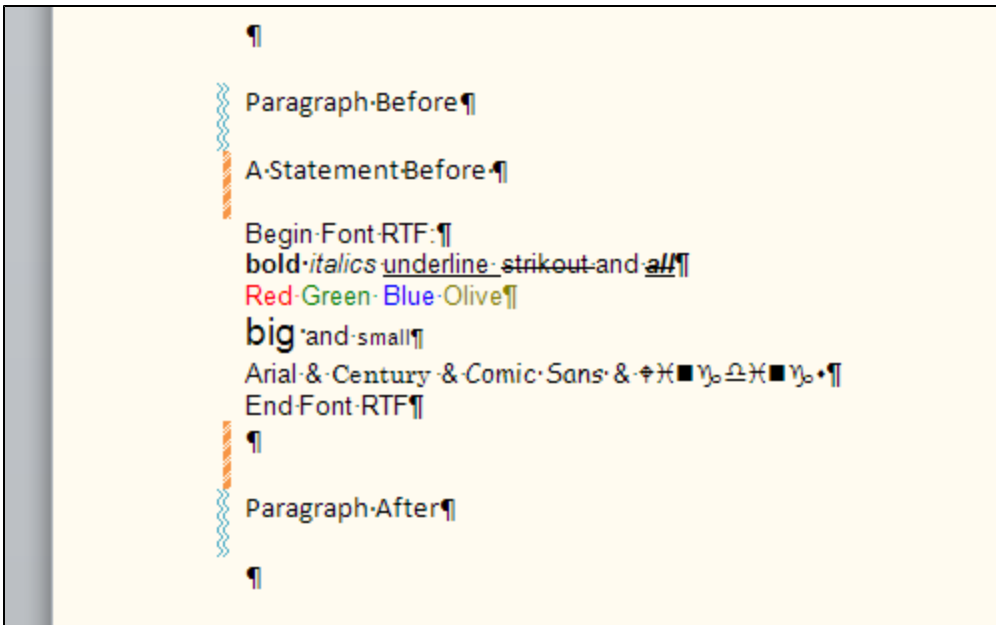 ¶
Paragraph·Before¶
A·Statement·Before·¶
Begin·Font·RTF:¶
bold·italics·underline·strikout·and·all¶
Red·Green·Blue·Olive¶
big·and·small¶
Arial·&·Century·&·Comic·Sans·&·⌖♓■♑♎♓■♑⬧¶
End·Font·RTF¶
¶
Paragraph·After¶
¶